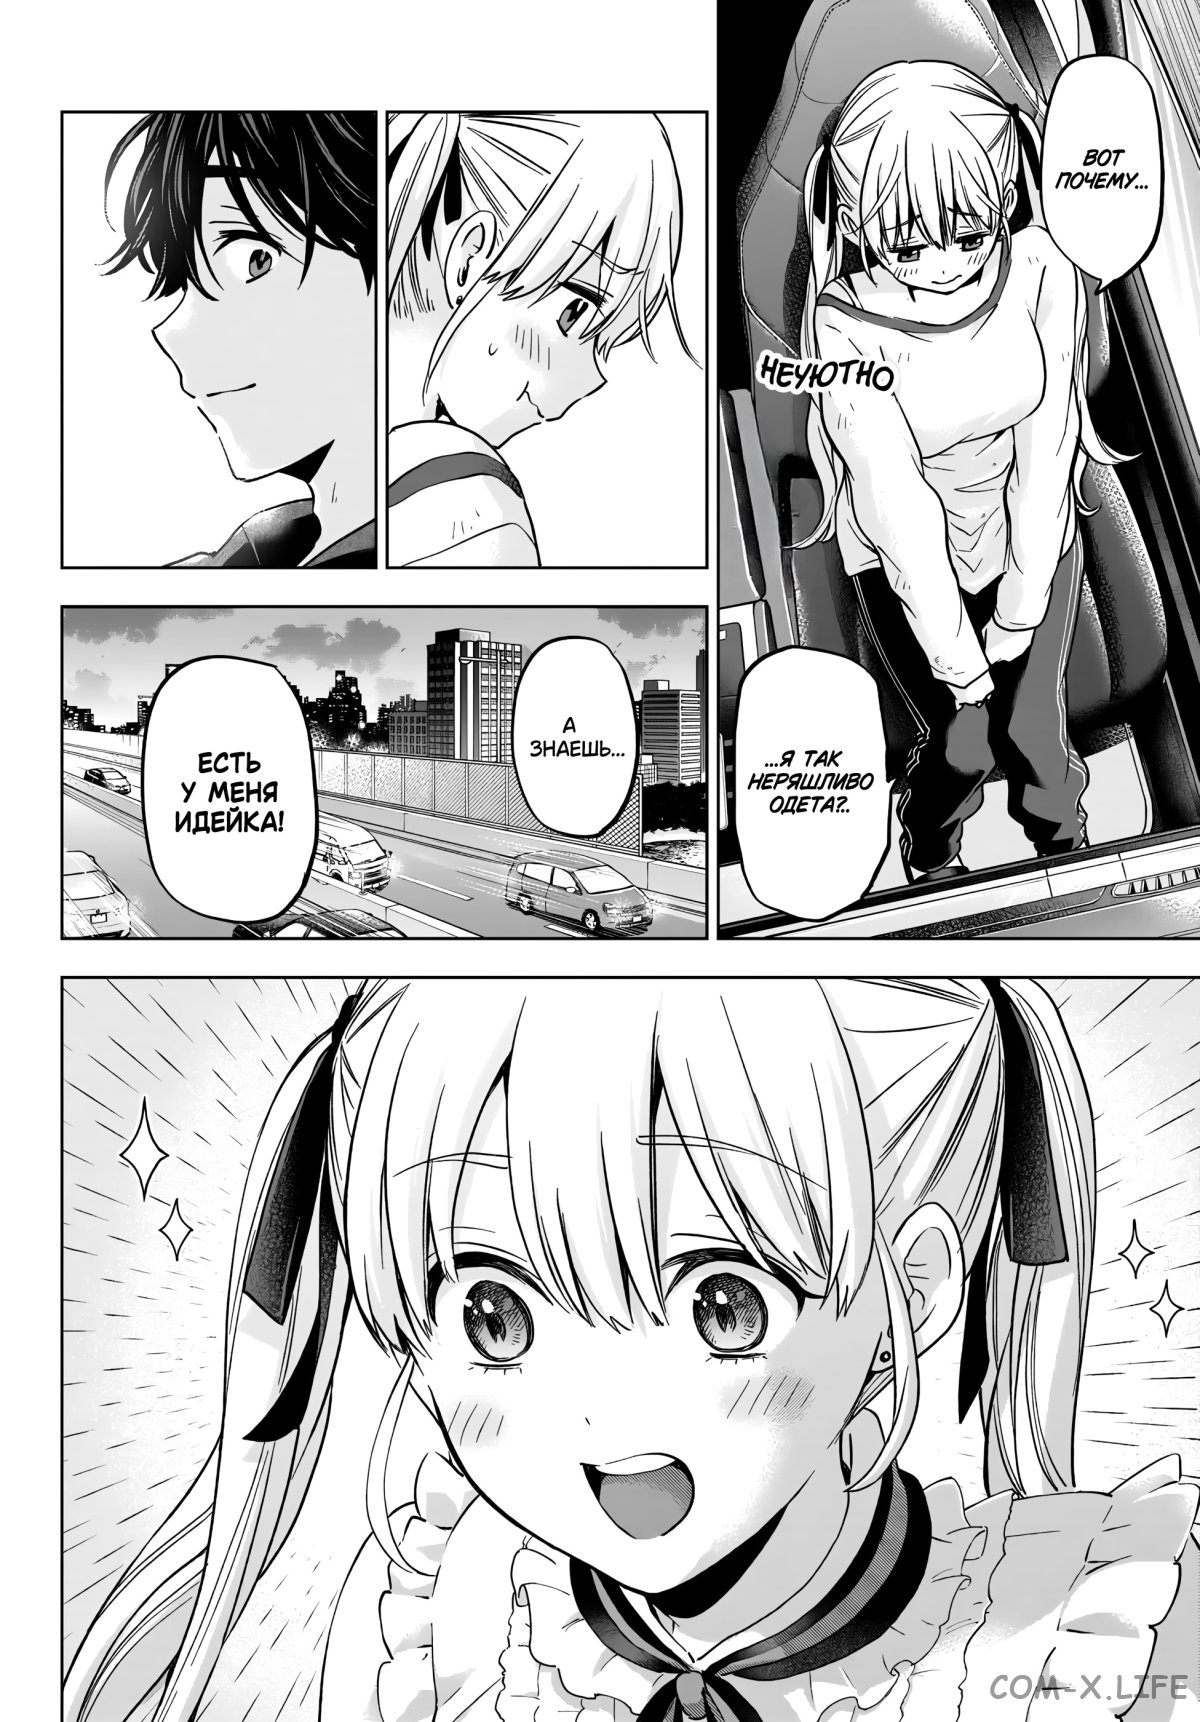 ВОТ
ПОЧЕМУ...
НЕУЮТНО
...Я ТАК
НЕРЯШЛИВО
ОДЕТА?..
А
ЗНАЕШЬ...
ЕСТЬ
У МЕНЯ
ИДЕЙКА!
COM-X.LIFE